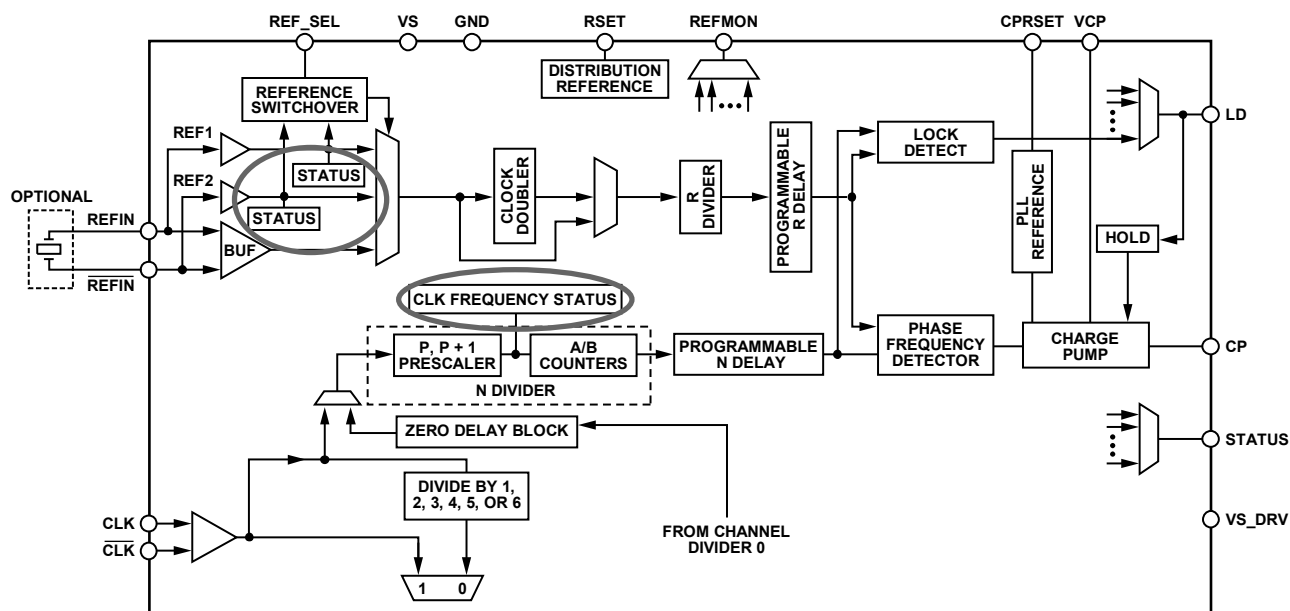 REF_SEL
VS
GND
RSET
REFMON
CPRSET
VCP
DISTRIBUTION
REFERENCE
REFERENCE
SWITCHOVER
REF1
STATUS
REF2
STATUS
BUF
OPTIONAL
REFIN
REFIN
CLOCK
DOUBLER
R
DIVIDER
PROGRAMMABLE
R DELAY
LOCK
DETECT
PLL
REFERENCE
LD
HOLD
CLK FREQUENCY STATUS
P, P + 1
PRESCALER
A/B
COUNTERS
N DIVIDER
PROGRAMMABLE
N DELAY
PHASE
FREQUENCY
DETECTOR
CHARGE
PUMP
CP
ZERO DELAY BLOCK
STATUS
DIVIDE BY 1,
2, 3, 4, 5, OR 6
FROM CHANNEL
DIVIDER 0
CLK
CLK
VS_DRV
1 0